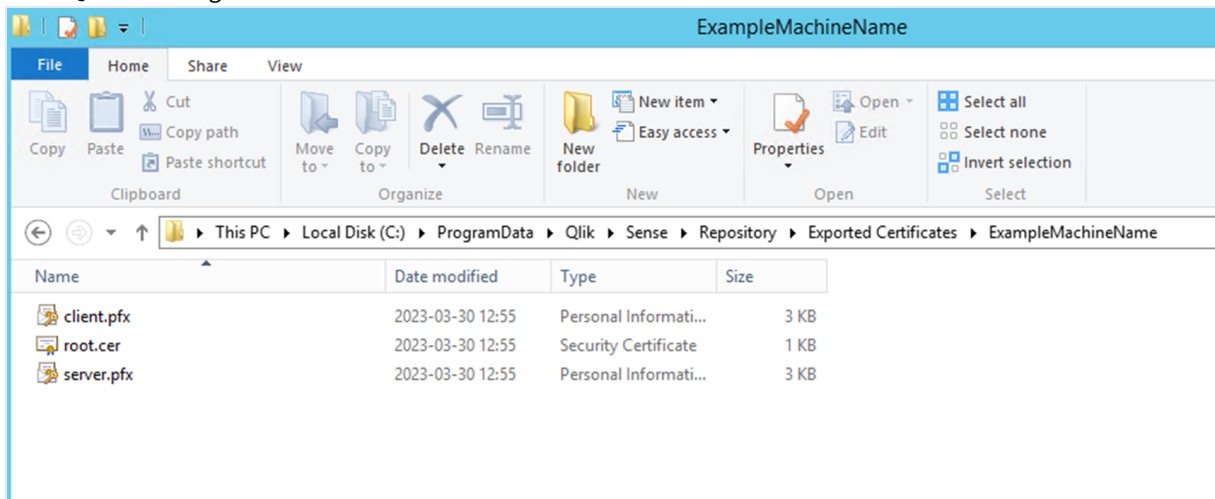 ExampleMachineName
File Home Share View
Cut
Copy path
Paste shortcut
Copy Paste
Clipboard
Move to
Copy to
Delete Rename
Organize
New folder
New item
Easy access
New
Properties
Open
Edit
Open
Select all
Select none
Invert selection
Select
This PC Local Disk (C:) ProgramData Qlik Sense Repository Exported Certificates ExampleMachineName
Name Date modified Type Size
client.pfx 2023-03-30 12:55 Personal Informati... 3 KB
root.cer 2023-03-30 12:55 Security Certificate 1 KB
server.pfx 2023-03-30 12:55 Personal Informati... 3 KB